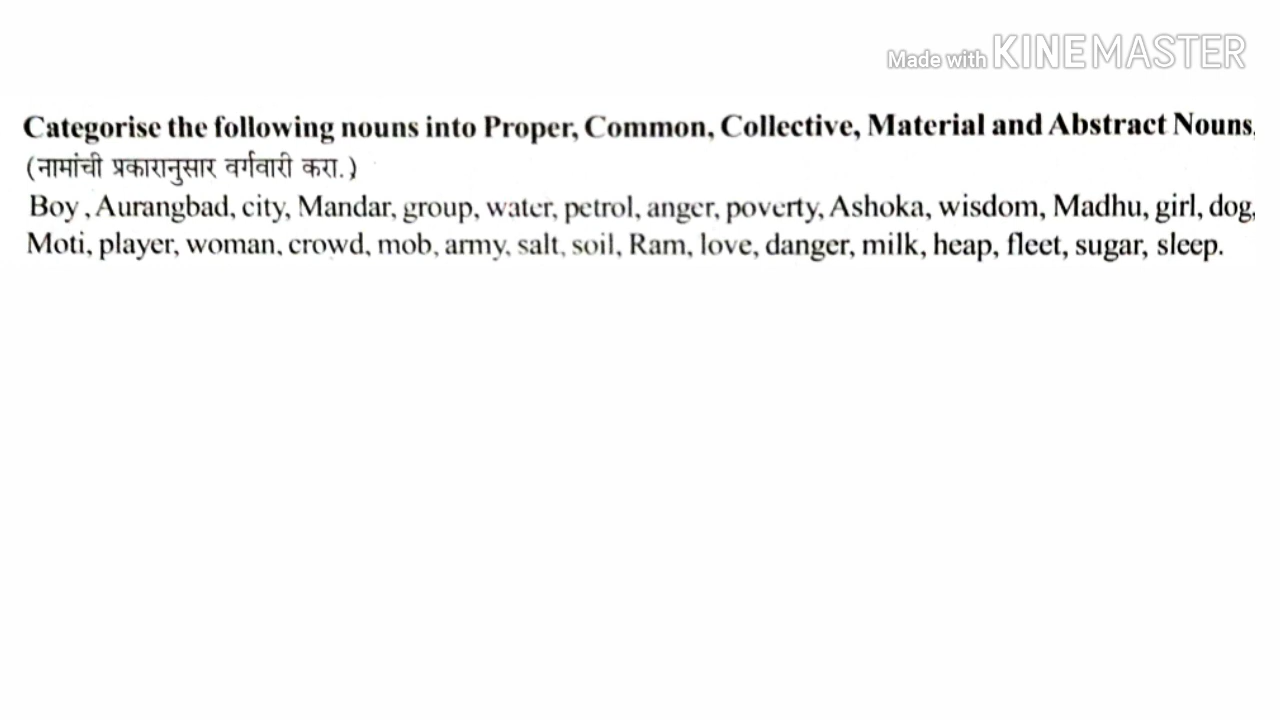 Made with KINEMASTER
Categorise the following nouns into Proper, Common, Collective, Material and Abstract Nouns.
(नामांची प्रकारानुसार वर्गवारी करा.)
Boy , Aurangbad, city, Mandar, group, water, petrol, anger, poverty, Ashoka, wisdom, Madhu, girl, dog,
Moti, player, woman, crowd, mob, army, salt, soil, Ram, love, danger, milk, heap, fleet, sugar, sleep.